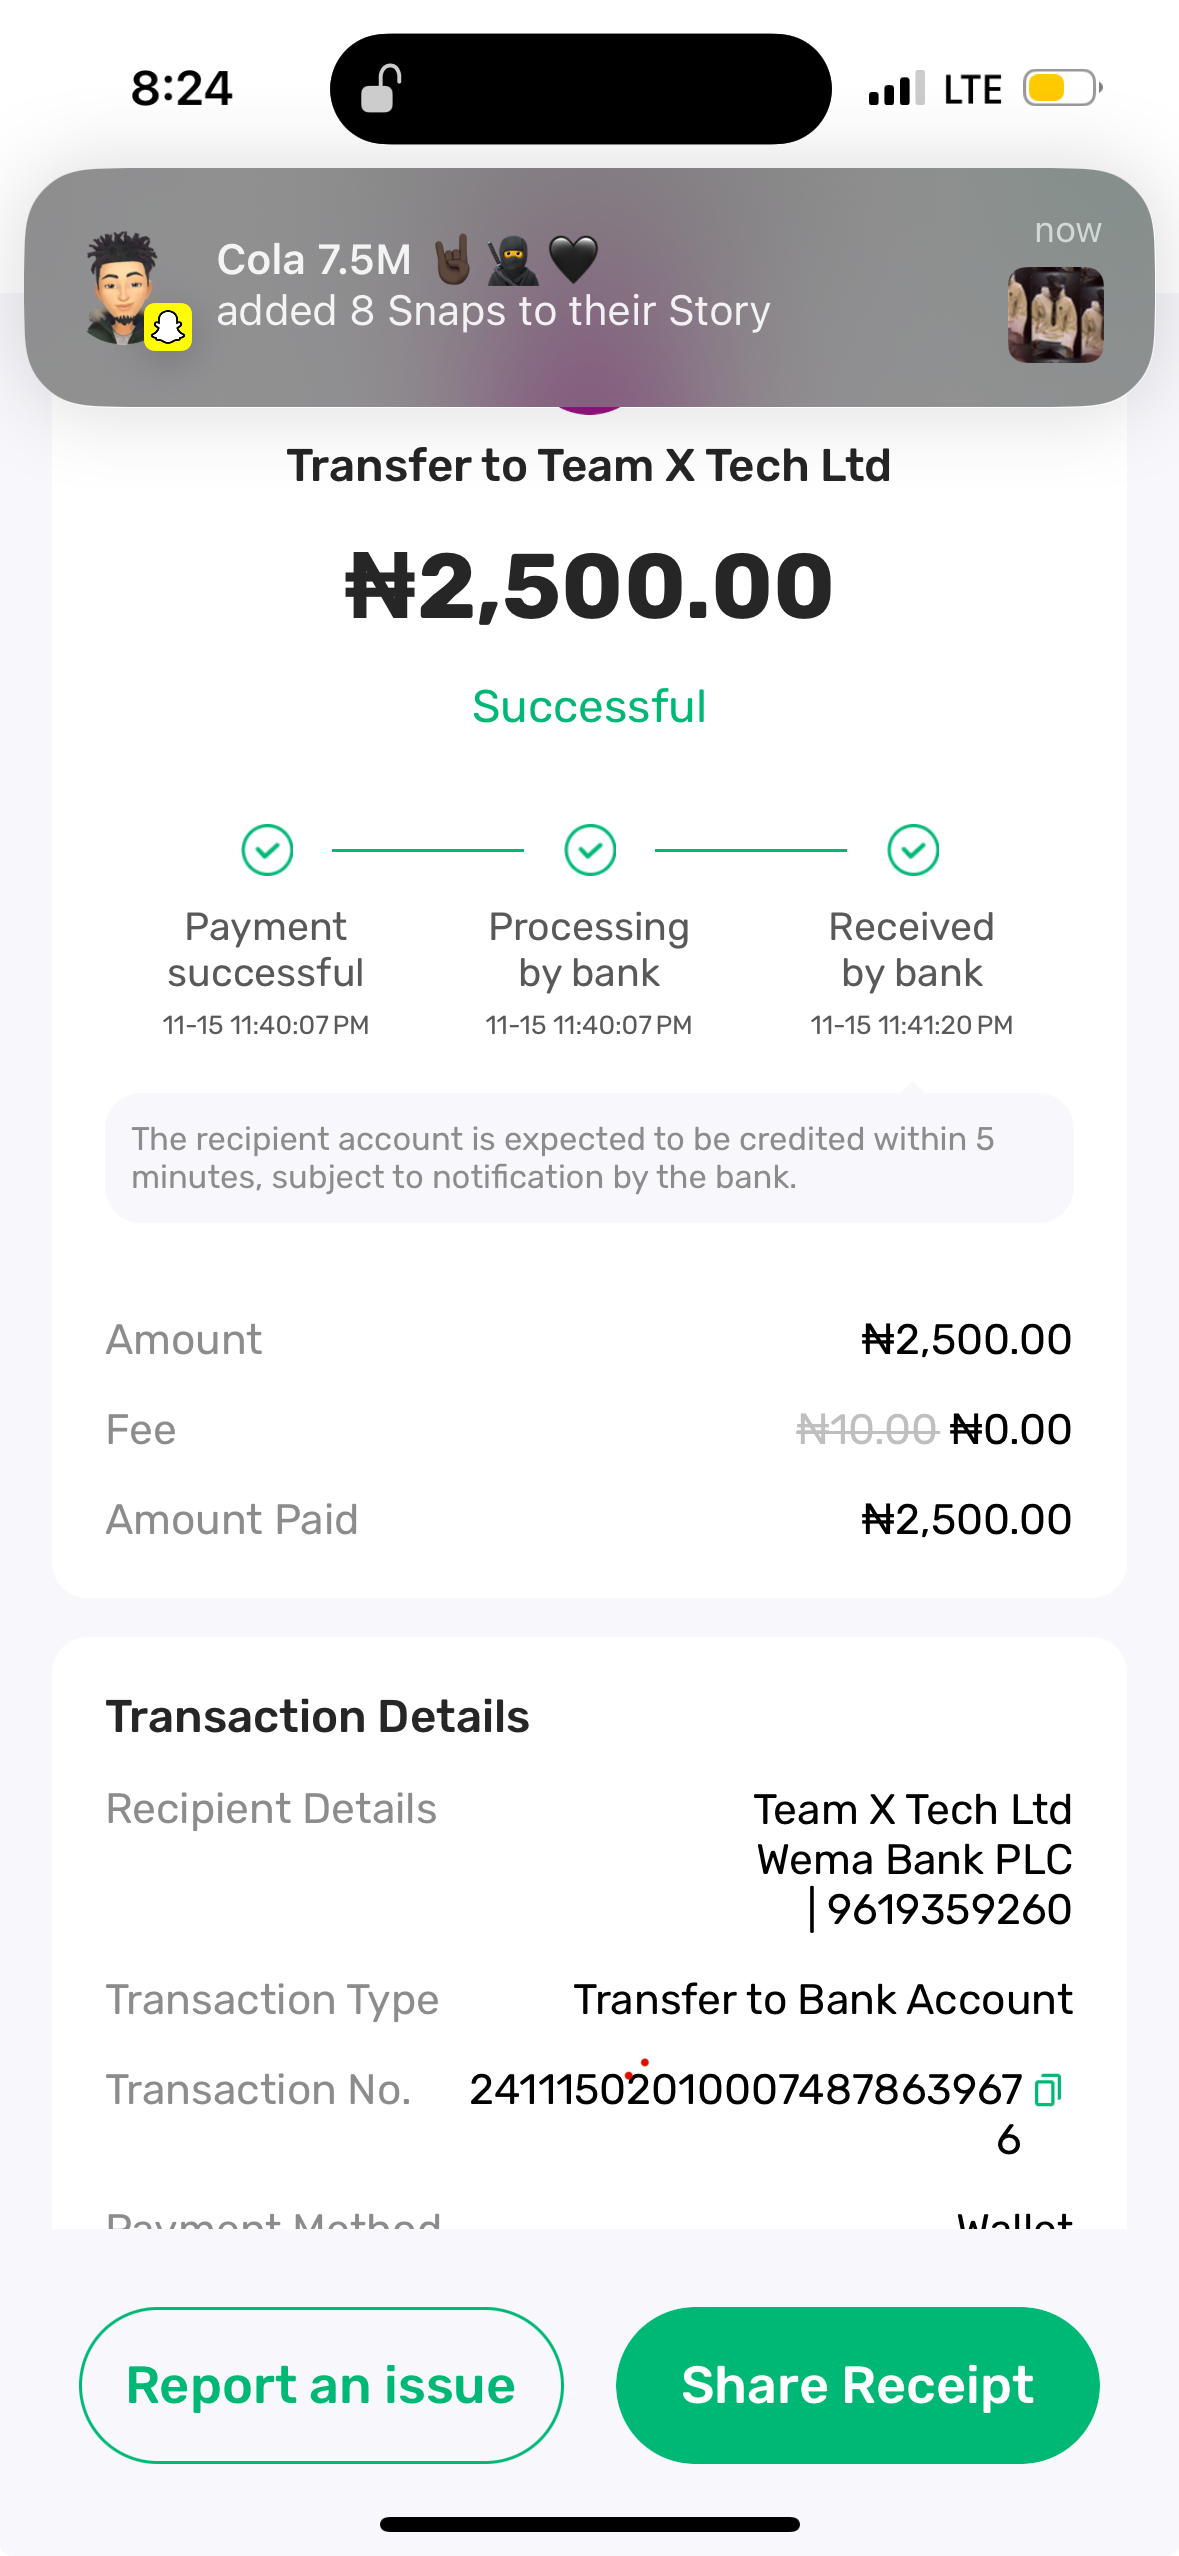 8:24
LTE
Cola 7.5M 🤘🏿🥷🏿🖤
now
added 8 Snaps to their Story
Transfer to Team X Tech Ltd
₦2,500.00
Successful
Payment successful
11-15 11:40:07 PM
Processing by bank
11-15 11:40:07 PM
Received by bank
11-15 11:41:20 PM
The recipient account is expected to be credited within 5
minutes, subject to notification by the bank.
Amount ₦2,500.00
Fee ₦10.00 ₦0.00
Amount Paid ₦2,500.00
Transaction Details
Recipient Details Team X Tech Ltd
Wema Bank PLC
| 9619359260
Transaction Type Transfer to Bank Account
Transaction No. 24111502010007487863967
6
Payment Method Wallet
Report an issue
Share Receipt